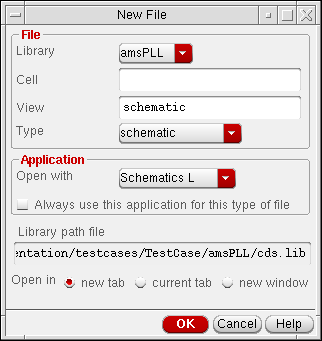 New File
File
Library amsPLL
Cell
View schematic
Type schematic
Application
Open with Schematics L
Always use this application for this type of file
Library path file
entation/testcases/TestCase/amsPLL/cds.lib
Open in new tab current tab new window
OK Cancel Help